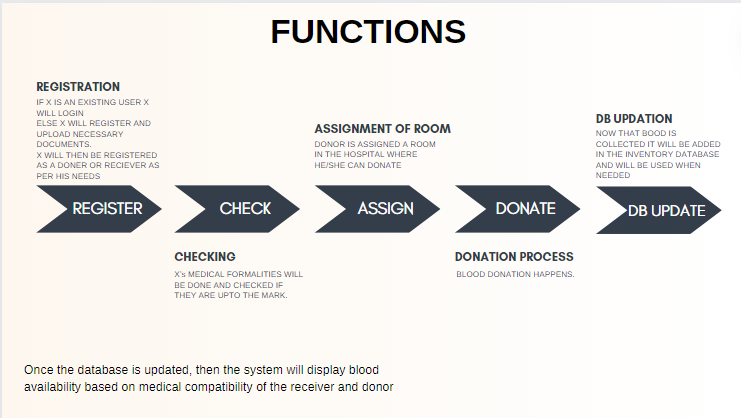 FUNCTIONS
REGISTRATION
IF X IS AN EXISTING USER X
WILL LOGIN
ELSE X WILL REGISTER AND
UPLOAD NECESSARY
DOCUMENTS.
X WILL THEN BE REGISTERED
AS A DONER OR RECIEVER AS
PER HIS NEEDS
ASSIGNMENT OF ROOM
DONOR IS ASSIGNED A ROOM
IN THE HOSPITAL WHERE
HE/SHE CAN DONATE
DB UPDATION
NOW THAT BOOD IS
COLLECTED IT WILL BE ADDED
IN THE INVENTORY DATABASE
AND WILL BE USED WHEN
NEEDED
REGISTER
CHECK
ASSIGN
DONATE
DB UPDATE
CHECKING
X's MEDICAL FORMALITIES WILL
BE DONE AND CHECKED IF
THEY ARE UPTO THE MARK.
DONATION PROCESS
BLOOD DONATION HAPPENS.
Once the database is updated, then the system will display blood
availability based on medical compatibility of the receiver and donor